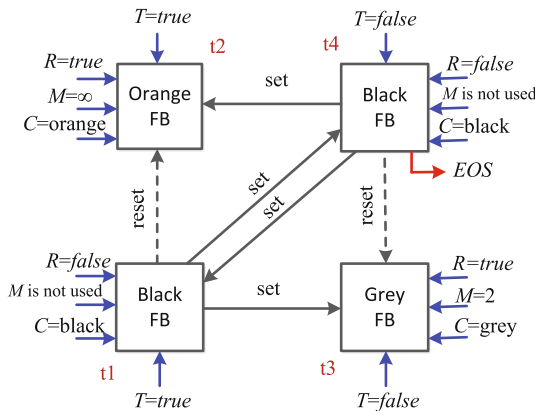 T=true
T=false
t2
t4
R=true
M=∞
C=orange
Orange
FB
set
Black
FB
R=false
M is not used
C=black
EOS
reset
set
set
reset
R=false
M is not used
C=black
Black
FB
set
Grey
FB
R=true
M=2
C=grey
t1
t3
T=true
T=false